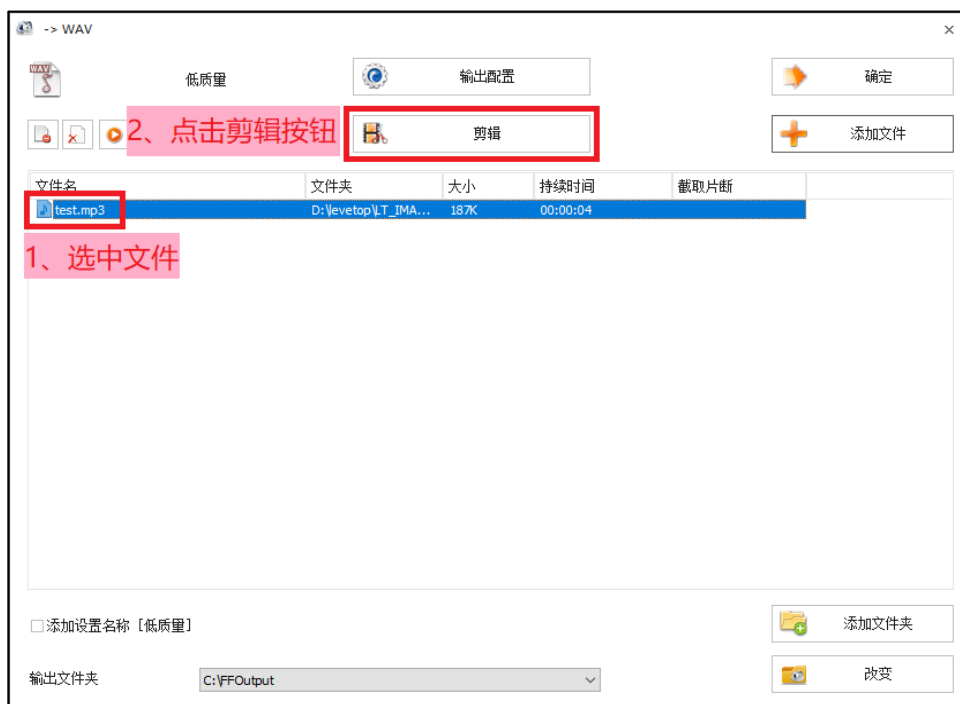 -> WAV
WAV
低质量
输出配置
确定
2、点击剪辑按钮
剪辑
添加文件
文件名 文件夹 大小 持续时间 截取片断
test.mp3 D:\levetop\LT_IMA... 187K 00:00:04
1、选中文件
添加设置名称 [低质量]
添加文件夹
输出文件夹
C:\FFOutput
改变